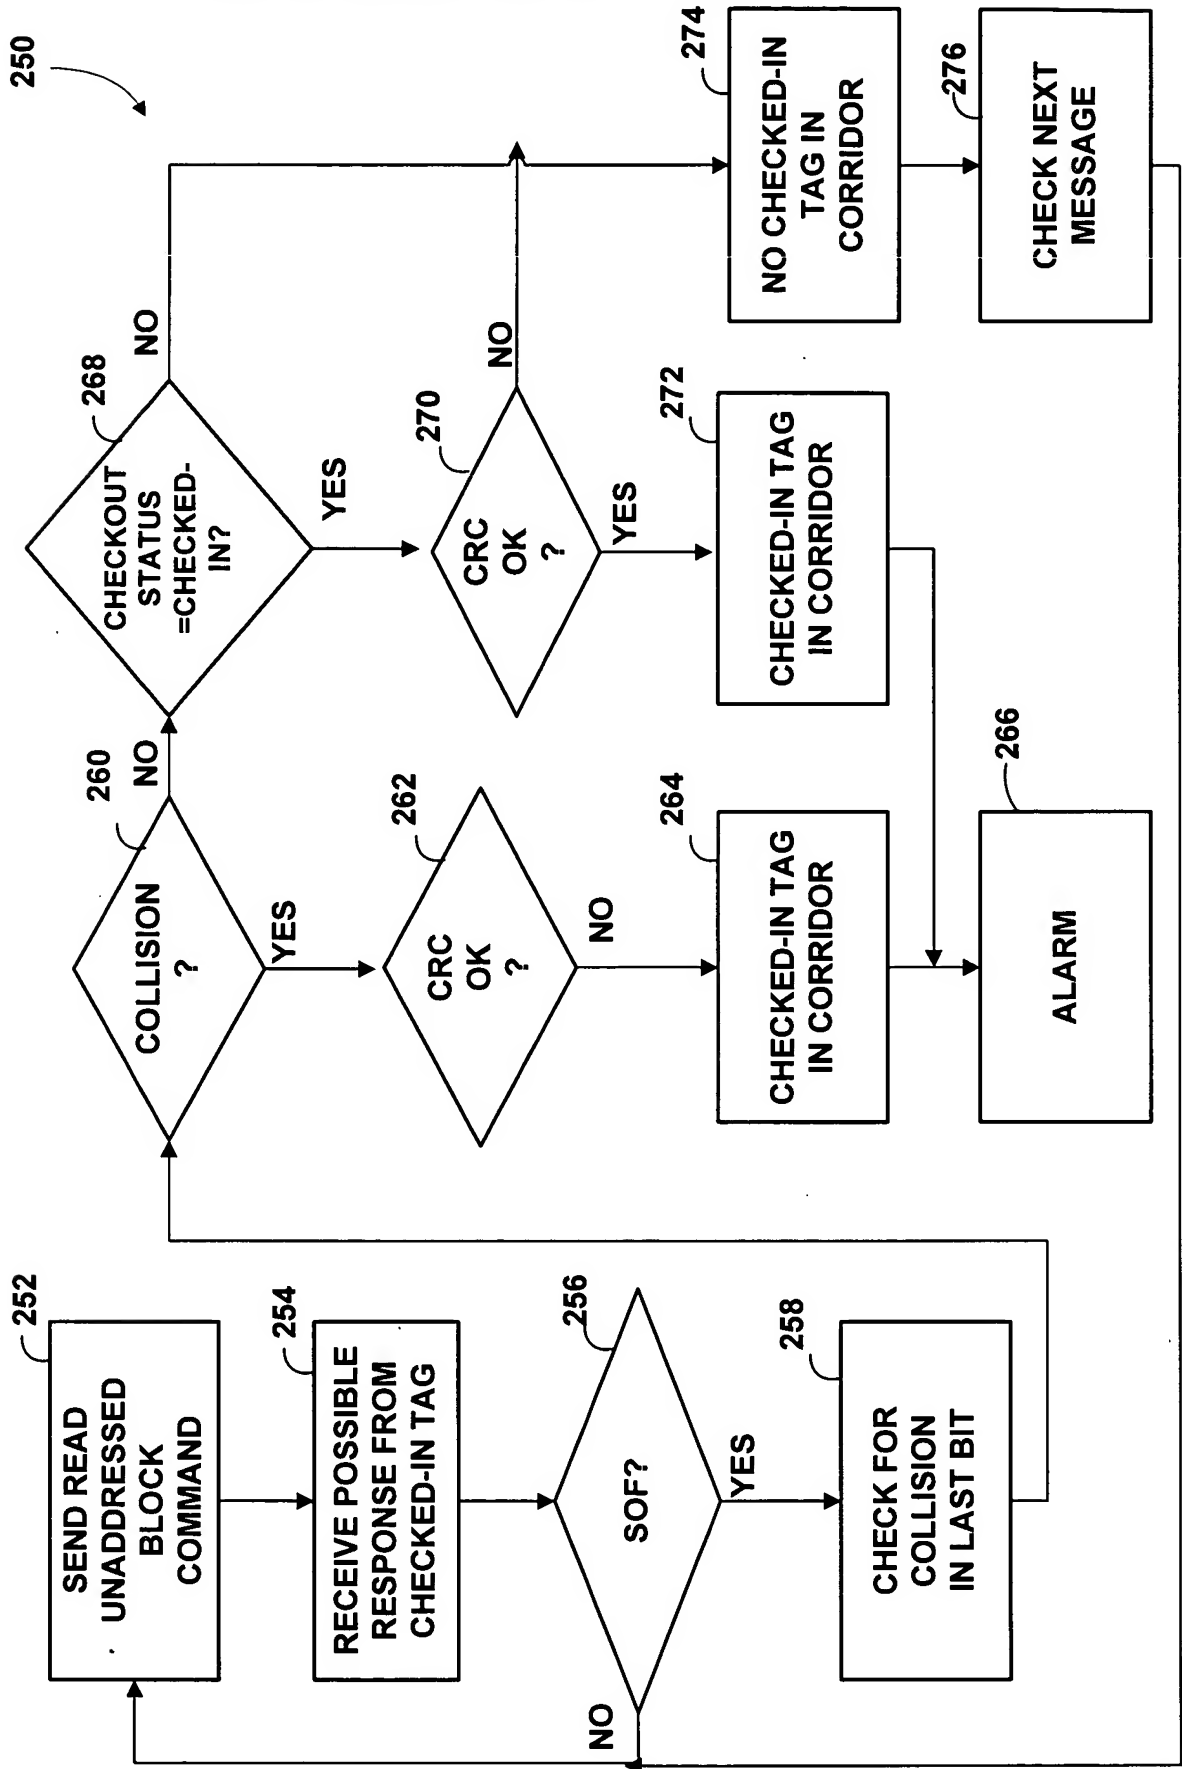 250
252
SEND READ
UNADDRESSED
BLOCK
COMMAND
254
RECEIVE POSSIBLE
RESPONSE FROM
CHECKED-IN TAG
256
SOF?
NO
YES
258
CHECK FOR
COLLISION
IN LAST BIT
260
COLLISION
?
NO
YES
262
CRC
OK
?
NO
264
CHECKED-IN TAG
IN CORRIDOR
266
ALARM
268
CHECKOUT
STATUS
=CHECKED-
IN?
NO
YES
270
CRC
OK
?
NO
YES
272
CHECKED-IN TAG
IN CORRIDOR
274
NO CHECKED-IN
TAG IN
CORRIDOR
276
CHECK NEXT
MESSAGE